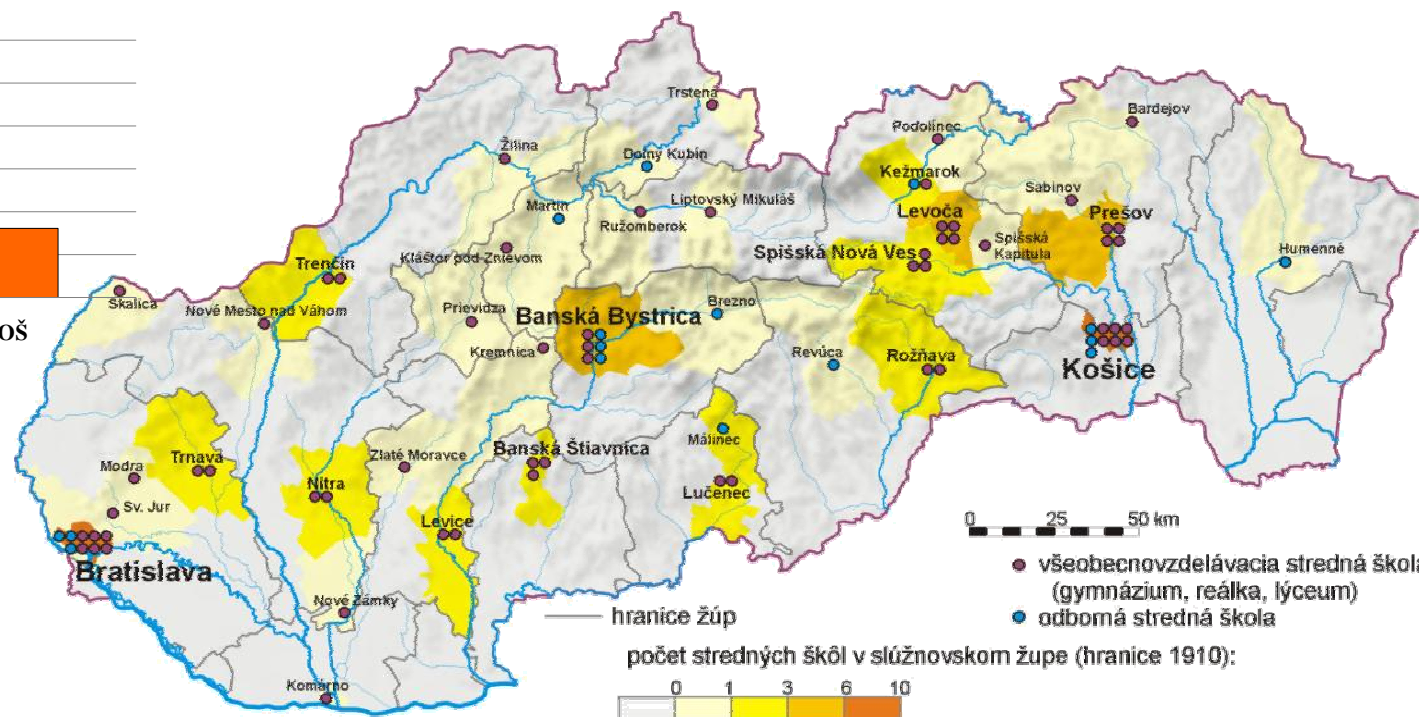 Trstená
Bardejov
Podolínec
Žilina
Dolný Kubín
Kežmarok
Sabinov
Liptovský Mikuláš
Martin
Ružomberok
Levoča
Prešov
Spišská
Kapitula
Kláštor pod Znievom
Spišská Nová Ves
Humenné
Trenčín
Skalica
Nové Mesto nad Váhom
Prievidza
Banská Bystrica
Brezno
OŠ
Kremnica
Revúca
Rožňava
Košice
Málinec
Banská Štiavnica
Zlaté Moravce
Trnava
Modra
Nitra
Lučenec
Sv. Jur
Levice
0 25 50 km
Bratislava
všeobecnovzdelávacia stredná škola
(gymnázium, reálka, lýceum)
Nové Zámky
hranice žúp
odborná stredná škola
počet stredných škôl v slúžnovskom župe (hranice 1910):
Komárno
0 1 3 6 10